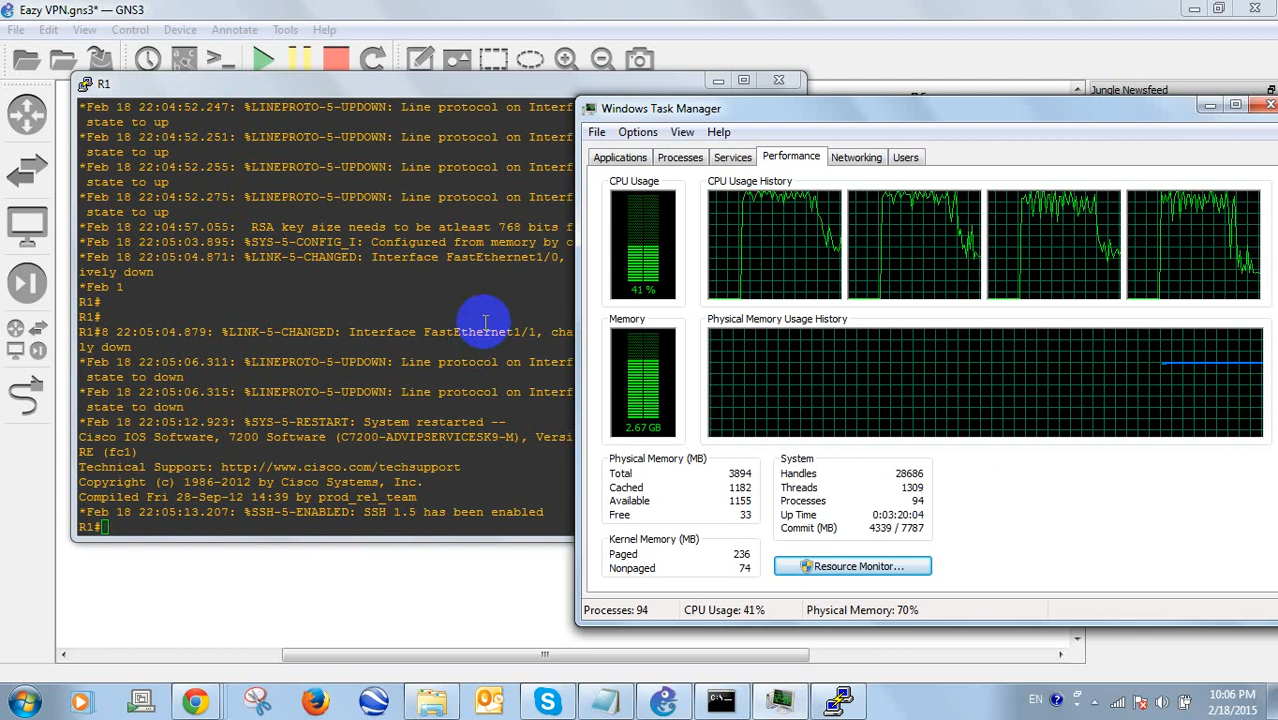 Eazy VPN.gns3* — GNS3
File Edit View Control Device Annotate Tools Help
R1
*Feb 18 22:04:52.247: %LINEPROTO-5-UPDOWN: Line protocol on Interf
state to up
*Feb 18 22:04:52.251: %LINEPROTO-5-UPDOWN: Line protocol on Interf
state to up
*Feb 18 22:04:52.255: %LINEPROTO-5-UPDOWN: Line protocol on Interf
state to up
*Feb 18 22:04:52.275: %LINEPROTO-5-UPDOWN: Line protocol on Interf
state to up
*Feb 18 22:04:57.055:  RSA key size needs to be atleast 768 bits f
*Feb 18 22:05:03.895: %SYS-5-CONFIG_I: Configured from memory by c
*Feb 18 22:05:04.871: %LINK-5-CHANGED: Interface FastEthernet1/0,
ively down
*Feb 1
R1#
R1#
R1#8 22:05:04.879: %LINK-5-CHANGED: Interface FastEthernet1/1, cha
ly down
*Feb 18 22:05:06.311: %LINEPROTO-5-UPDOWN: Line protocol on Interf
state to down
*Feb 18 22:05:06.315: %LINEPROTO-5-UPDOWN: Line protocol on Interf
state to down
*Feb 18 22:05:12.923: %SYS-5-RESTART: System restarted --
Cisco IOS Software, 7200 Software (C7200-ADVIPSERVICESK9-M), Versi
RE (fc1)
Technical Support: http://www.cisco.com/techsupport
Copyright (c) 1986-2012 by Cisco Systems, Inc.
Compiled Fri 28-Sep-12 14:39 by prod_rel_team
*Feb 18 22:05:13.207: %SSH-5-ENABLED: SSH 1.5 has been enabled
R1#
Jungle Newsfeed
Windows Task Manager
File Options View Help
Applications Processes Services Performance Networking Users
CPU Usage
41 %
CPU Usage History
Memory
2.67 GB
Physical Memory Usage History
Physical Memory (MB)
Total 3894
Cached 1182
Available 1155
Free 33
Kernel Memory (MB)
Paged 236
Nonpaged 74
System
Handles 28686
Threads 1309
Processes 94
Up Time 0:03:20:04
Commit (MB) 4339 / 7787
Resource Monitor...
Processes: 94 CPU Usage: 41% Physical Memory: 70%
EN
10:06 PM
2/18/2015